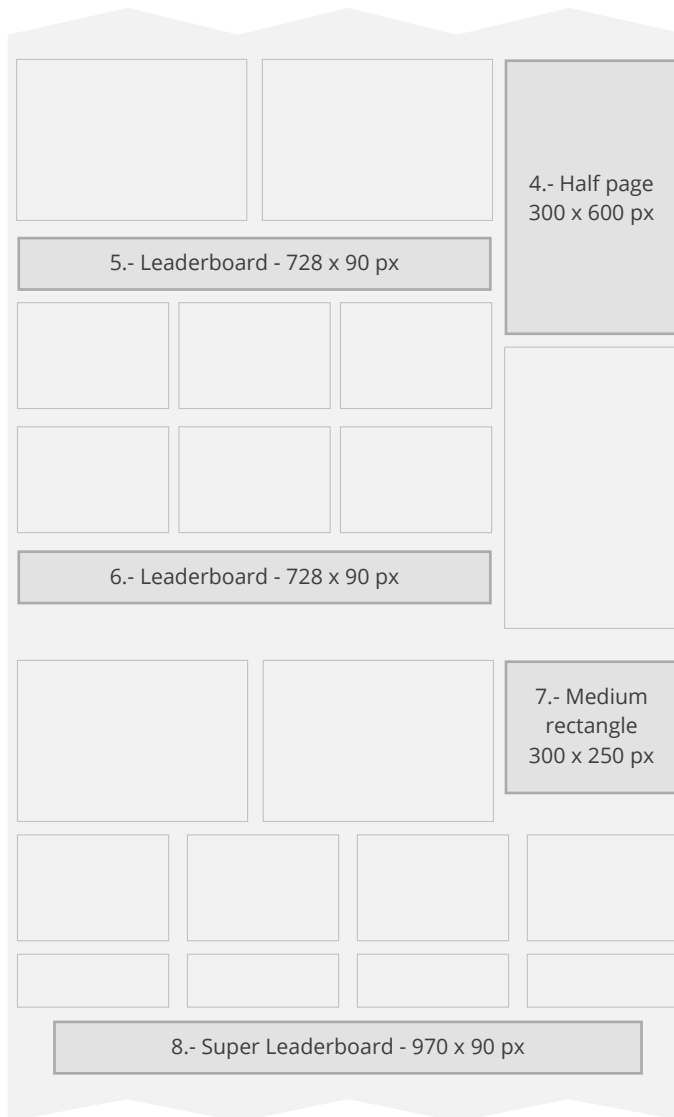 4.- Half page
300 x 600 px
5.- Leaderboard - 728 x 90 px
6.- Leaderboard - 728 x 90 px
7.- Medium
rectangle
300 x 250 px
8.- Super Leaderboard - 970 x 90 px